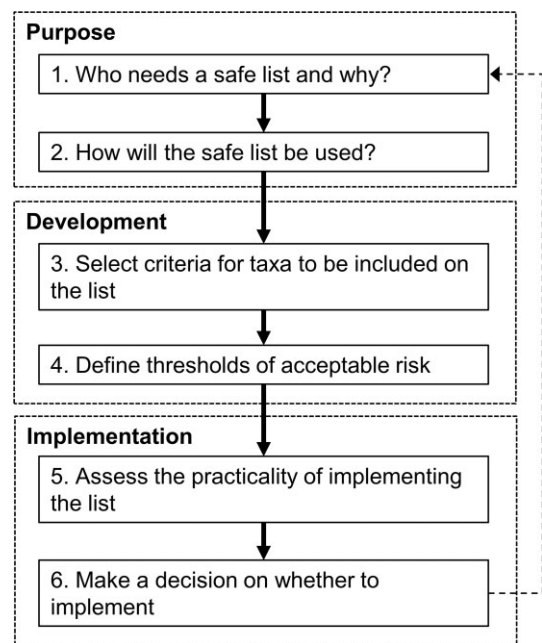 Purpose
1. Who needs a safe list and why?
2. How will the safe list be used?
Development
3. Select criteria for taxa to be included on
the list
4. Define thresholds of acceptable risk
Implementation
5. Assess the practicality of implementing
the list
6. Make a decision on whether to
implement